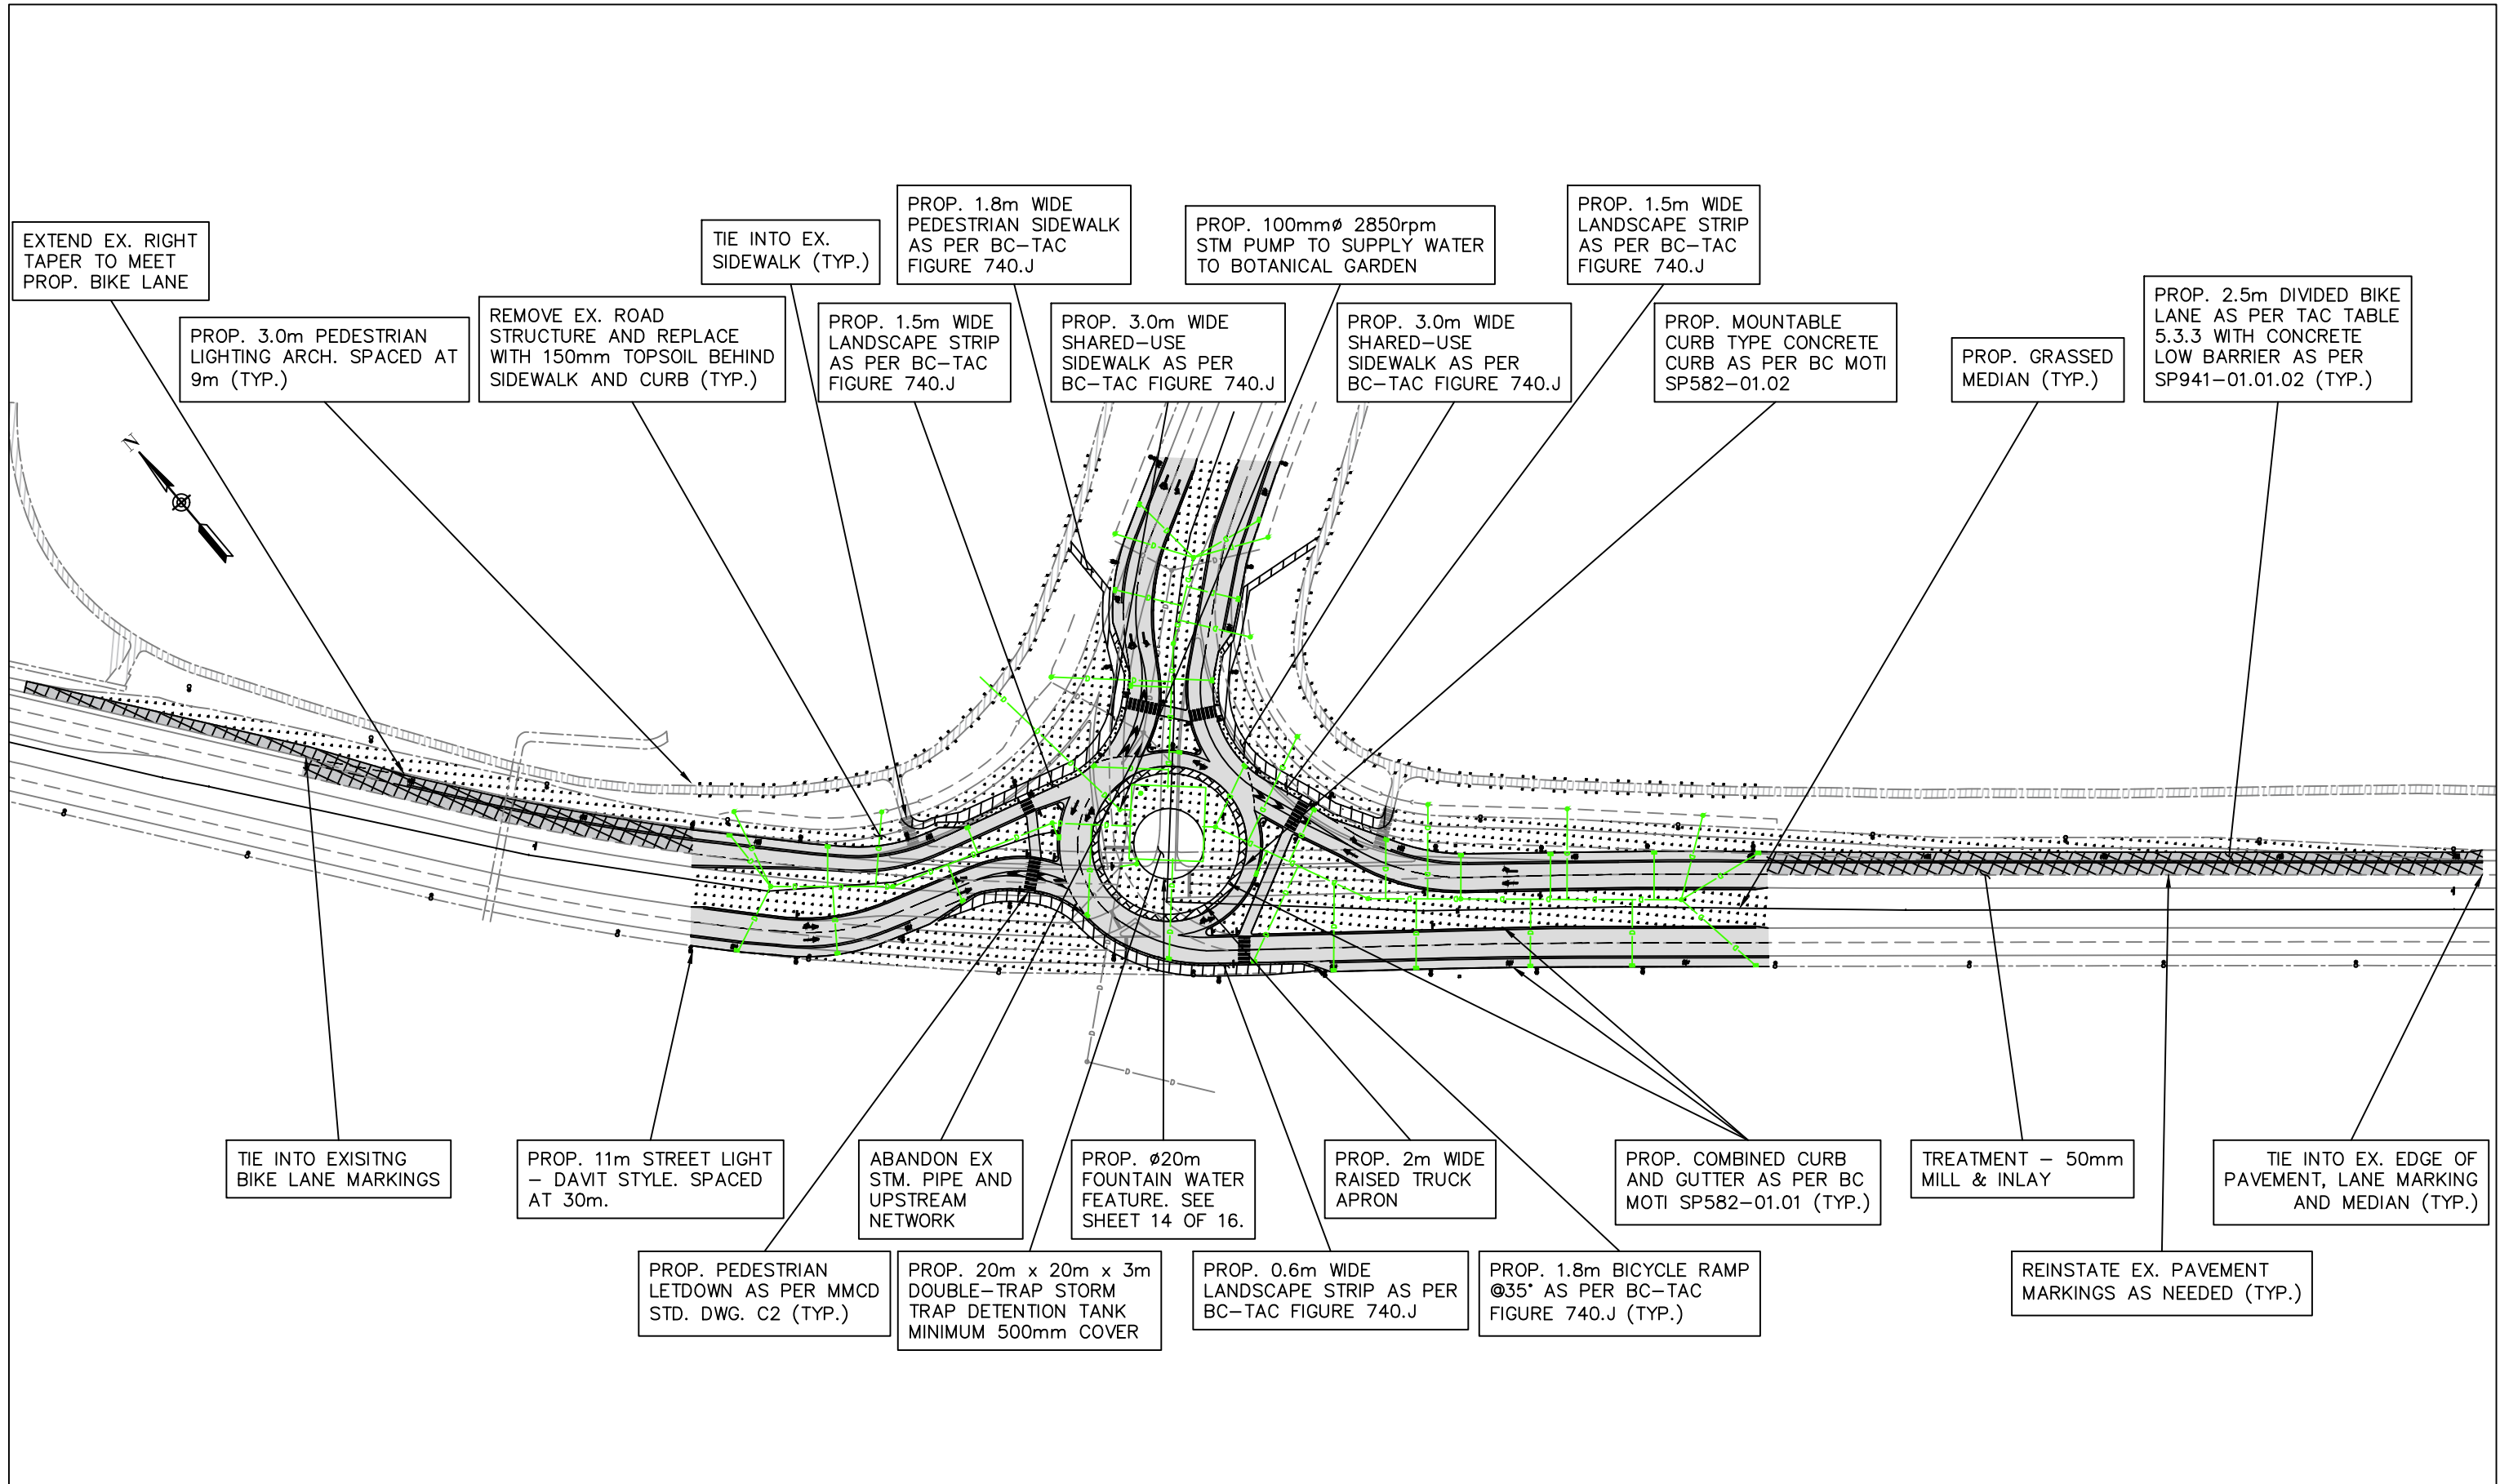 PROP. 1.8m WIDE
PEDESTRIAN SIDEWALK
AS PER BC-TAC
FIGURE 740.J
PROP. 100mmø 2850rpm
STM PUMP TO SUPPLY WATER
TO BOTANICAL GARDEN
PROP. 1.5m WIDE
LANDSCAPE STRIP
AS PER BC-TAC
FIGURE 740.J
EXTEND EX. RIGHT
TAPER TO MEET
PROP. BIKE LANE
TIE INTO EX.
SIDEWALK (TYP.)
PROP. 2.5m DIVIDED BIKE
LANE AS PER TAC TABLE
5.3.3 WITH CONCRETE
LOW BARRIER AS PER
SP941-01.01.02 (TYP.)
PROP. 3.0m PEDESTRIAN
LIGHTING ARCH. SPACED AT
9m (TYP.)
REMOVE EX. ROAD
STRUCTURE AND REPLACE
WITH 150mm TOPSOIL BEHIND
SIDEWALK AND CURB (TYP.)
PROP. 1.5m WIDE
LANDSCAPE STRIP
AS PER BC-TAC
FIGURE 740.J
PROP. 3.0m WIDE
SHARED-USE
SIDEWALK AS PER
BC-TAC FIGURE 740.J
PROP. 3.0m WIDE
SHARED-USE
SIDEWALK AS PER
BC-TAC FIGURE 740.J
PROP. MOUNTABLE
CURB TYPE CONCRETE
CURB AS PER BC MOTI
SP582-01.02
PROP. GRASSED
MEDIAN (TYP.)
N
TIE INTO EXISITNG
BIKE LANE MARKINGS
PROP. 11m STREET LIGHT
- DAVIT STYLE. SPACED
AT 30m.
ABANDON EX
STM. PIPE AND
UPSTREAM
NETWORK
PROP. ø20m
FOUNTAIN WATER
FEATURE. SEE
SHEET 14 OF 16.
PROP. 2m WIDE
RAISED TRUCK
APRON
PROP. COMBINED CURB
AND GUTTER AS PER BC
MOTI SP582-01.01 (TYP.)
TREATMENT - 50mm
MILL & INLAY
TIE INTO EX. EDGE OF
PAVEMENT, LANE MARKING
AND MEDIAN (TYP.)
PROP. PEDESTRIAN
LETDOWN AS PER MMCD
STD. DWG. C2 (TYP.)
PROP. 20m x 20m x 3m
DOUBLE-TRAP STORM
TRAP DETENTION TANK
MINIMUM 500mm COVER
PROP. 0.6m WIDE
LANDSCAPE STRIP AS PER
BC-TAC FIGURE 740.J
PROP. 1.8m BICYCLE RAMP
@35° AS PER BC-TAC
FIGURE 740.J (TYP.)
REINSTATE EX. PAVEMENT
MARKINGS AS NEEDED (TYP.)